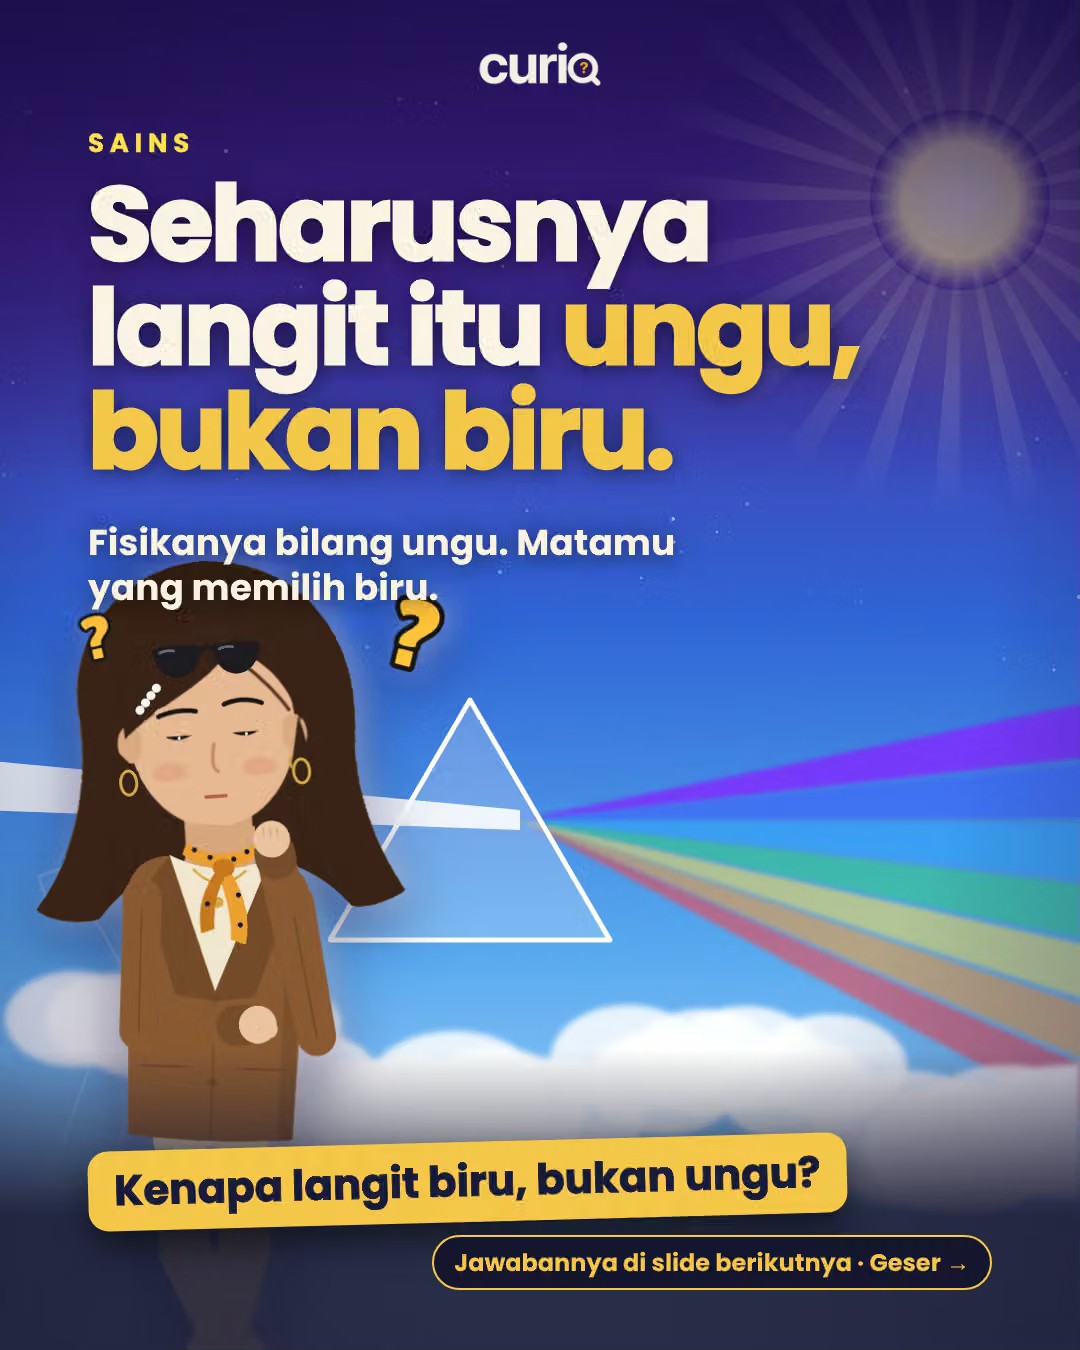 curio
SAINS
Seharusnya
langit itu ungu,
bukan biru.
Fisikanya bilang ungu. Matamu
yang memilih biru.
?
?
Kenapa langit biru, bukan ungu?
Jawabannya di slide berikutnya · Geser →